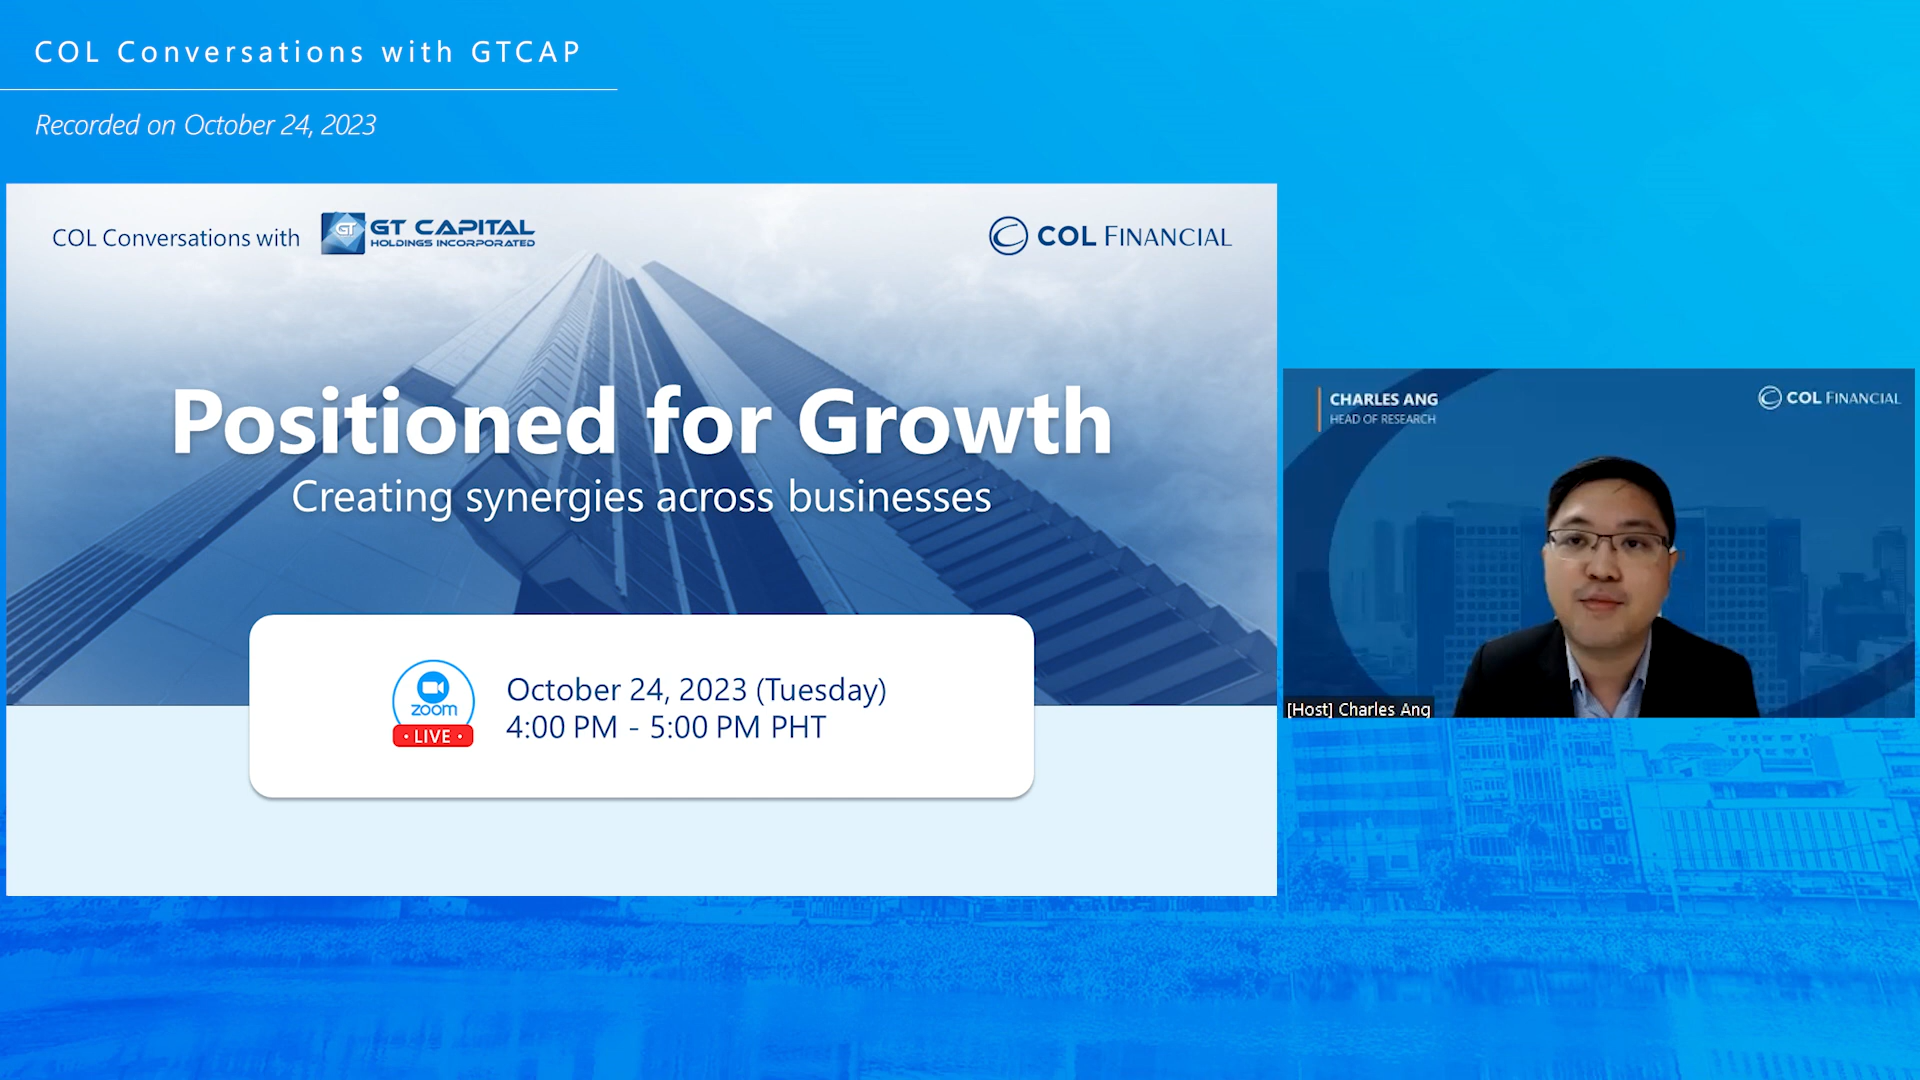 COL Conversations with GTCAP
Recorded on October 24, 2023
COL Conversations with
GT
GT CAPITAL
HOLDINGS INCORPORATED
COL FINANCIAL
Positioned for Growth
Creating synergies across businesses
zoom
• LIVE •
October 24, 2023 (Tuesday)
4:00 PM - 5:00 PM PHT
CHARLES ANG
HEAD OF RESEARCH
COL FINANCIAL
[Host] Charles Ang